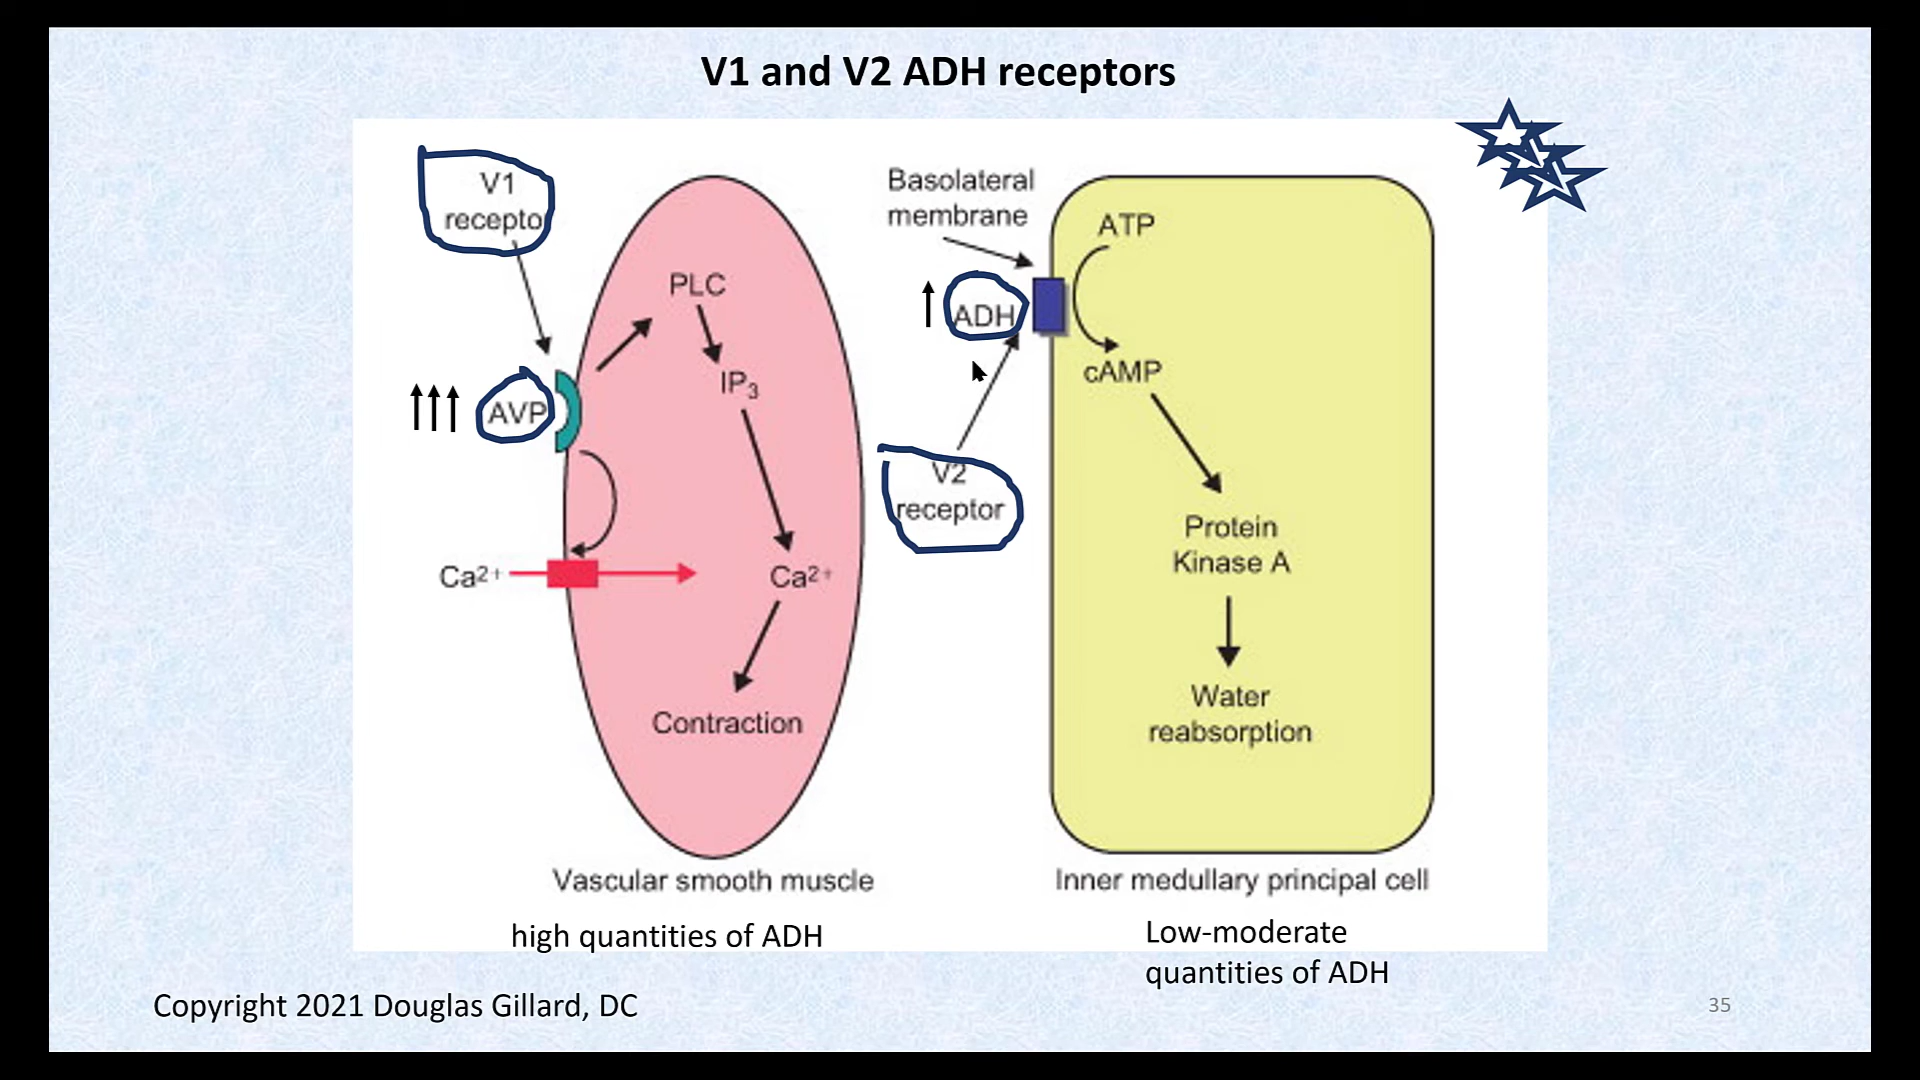 V1 and V2 ADH receptors
V1
recepto
PLC
IP₃
AVP
Ca²⁺
Ca²⁺
Contraction
Vascular smooth muscle
high quantities of ADH
Basolateral
membrane
ADH
V2
receptor
ATP
cAMP
Protein
Kinase A
Water
reabsorption
Inner medullary principal cell
Low-moderate
quantities of ADH
Copyright 2021 Douglas Gillard, DC
35